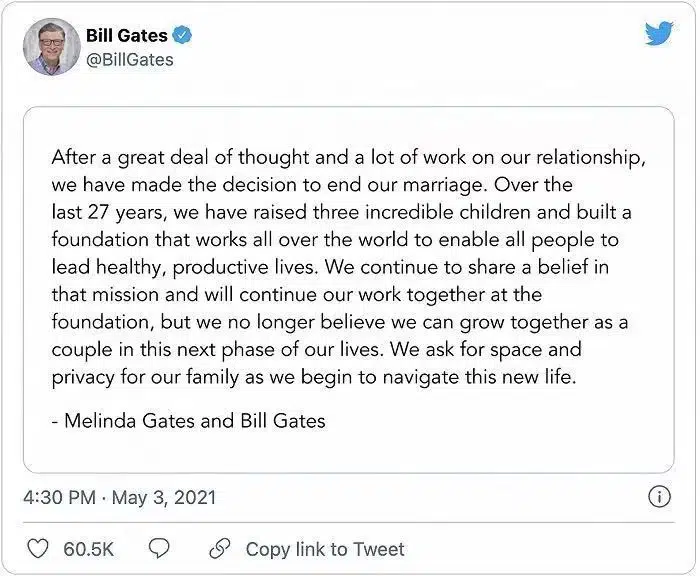 Bill Gates
@BillGates
After a great deal of thought and a lot of work on our relationship,
we have made the decision to end our marriage. Over the
last 27 years, we have raised three incredible children and built a
foundation that works all over the world to enable all people to
lead healthy, productive lives. We continue to share a belief in
that mission and will continue our work together at the
foundation, but we no longer believe we can grow together as a
couple in this next phase of our lives. We ask for space and
privacy for our family as we begin to navigate this new life.
- Melinda Gates and Bill Gates
4:30 PM · May 3, 2021
60.5K Copy link to Tweet